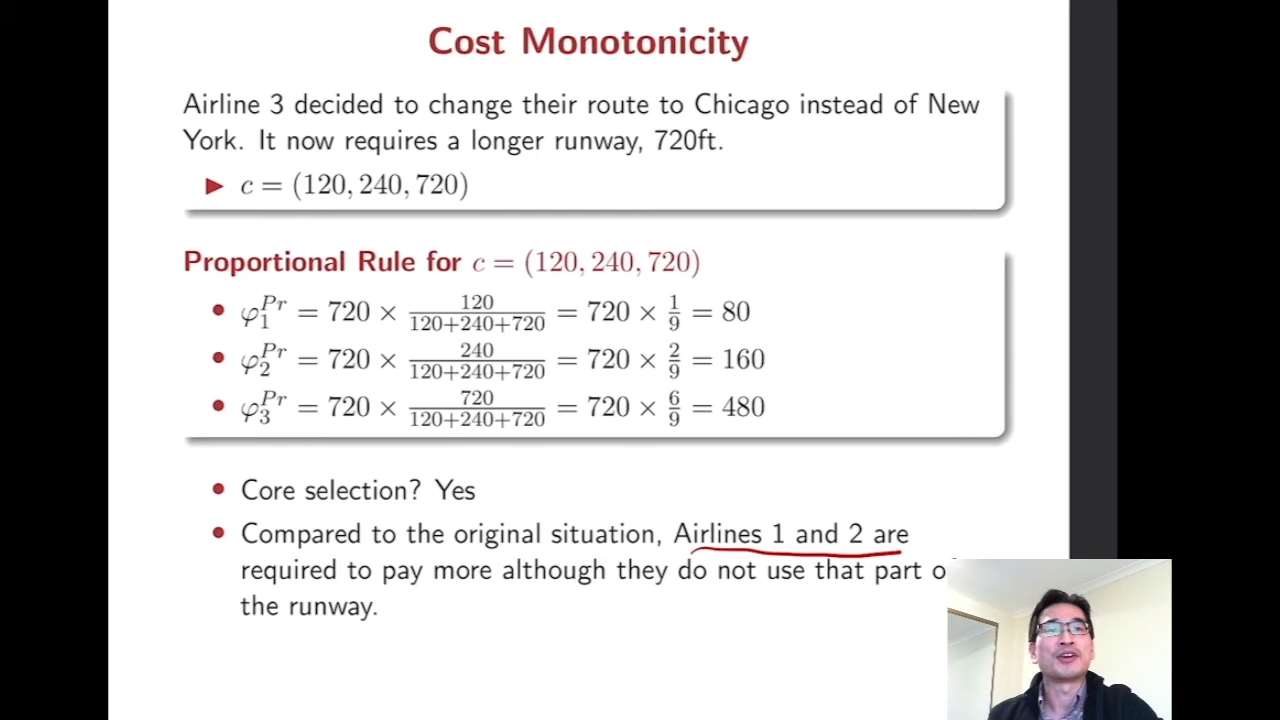 Cost Monotonicity
Airline 3 decided to change their route to Chicago instead of New
York. It now requires a longer runway, 720ft.
▶ c = (120, 240, 720)
Proportional Rule for c = (120, 240, 720)
• φ₁^Pr = 720 × 120/(120+240+720) = 720 × 1/9 = 80
• φ₂^Pr = 720 × 240/(120+240+720) = 720 × 2/9 = 160
• φ₃^Pr = 720 × 720/(120+240+720) = 720 × 6/9 = 480
• Core selection? Yes
• Compared to the original situation, Airlines 1 and 2 are
required to pay more although they do not use that part
the runway.